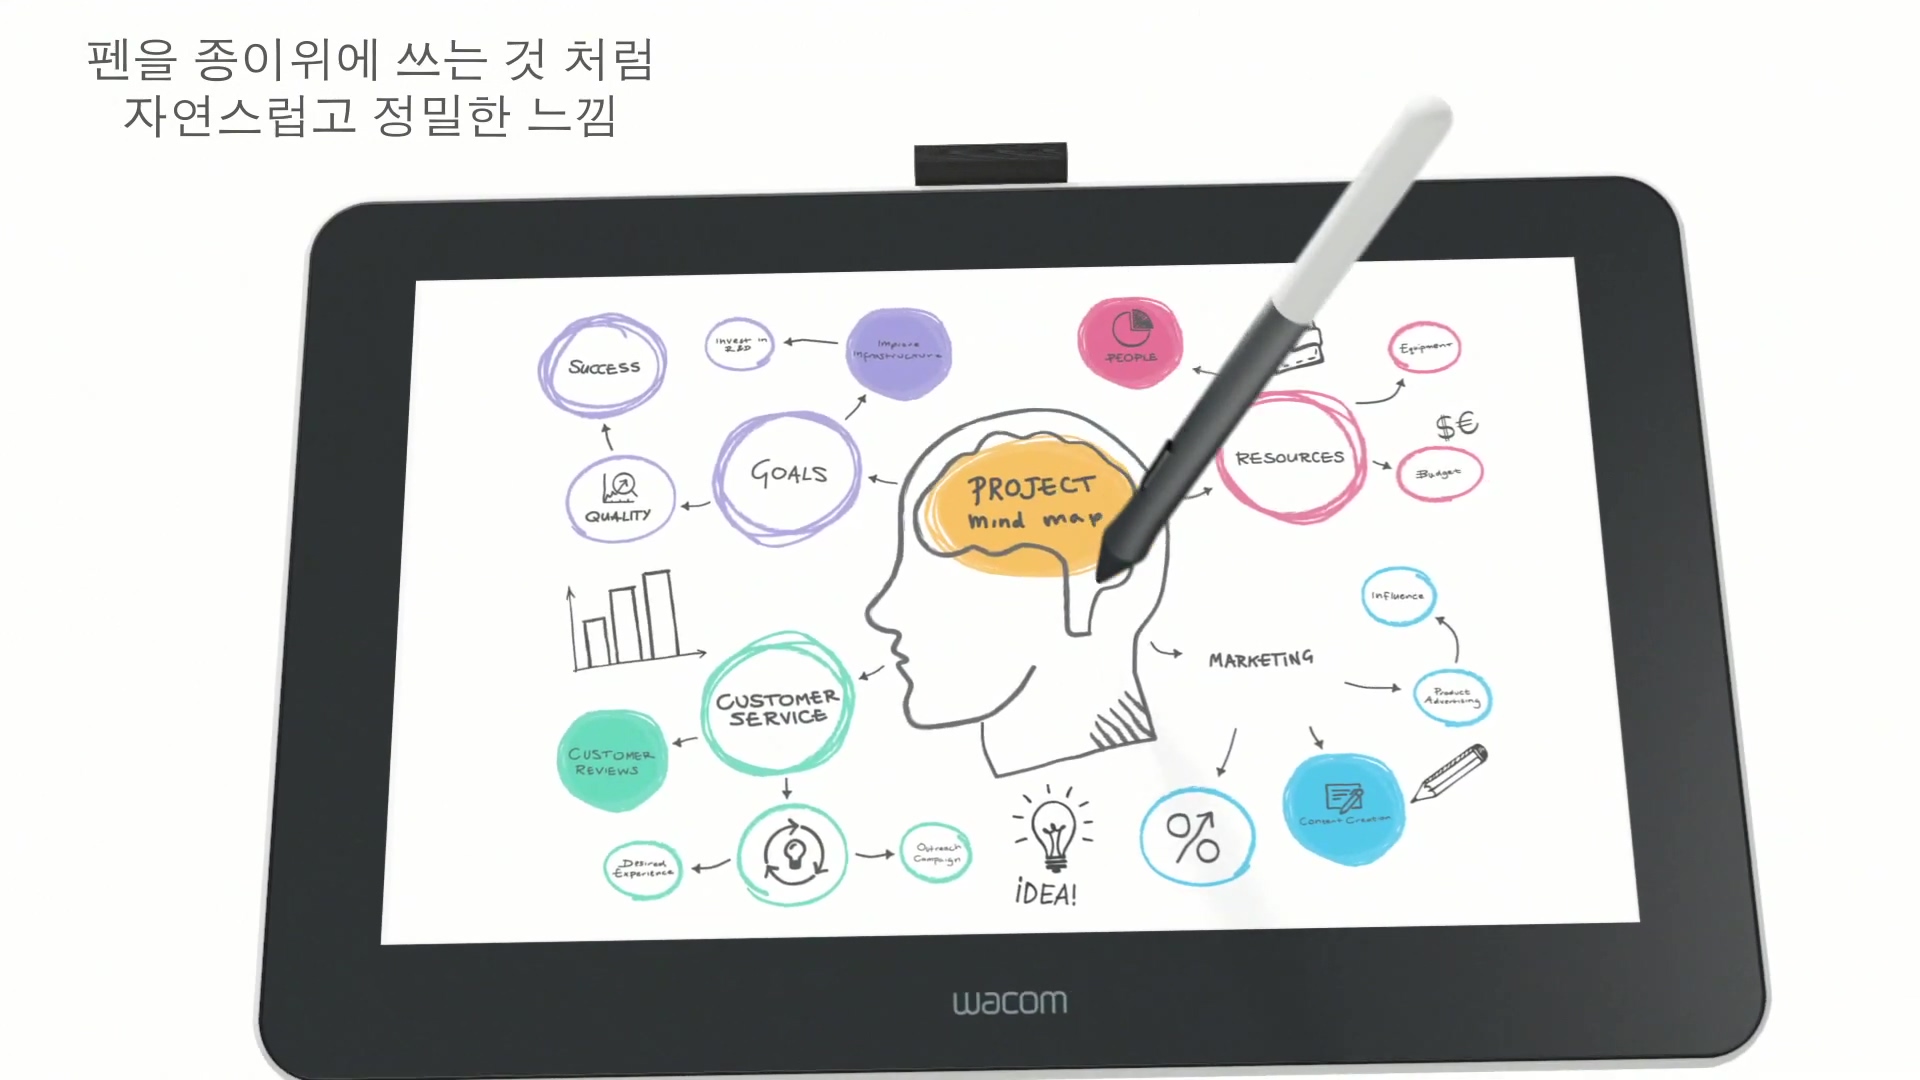 펜을 종이위에 쓰는 것 처럼
자연스럽고 정밀한 느낌
SUCCESS
Invest in
R&D
Improve
Infrastructure
PEOPLE
Equipment
$€
GOALS
RESOURCES
Budget
QUALITY
PROJECT
mind map
Influence
MARKETING
CUSTOMER
SERVICE
Product
Advertising
CUSTOMER
REVIEWS
Content Creation
%
Desired
Experience
Outreach
Campaign
iDEA!
wacom